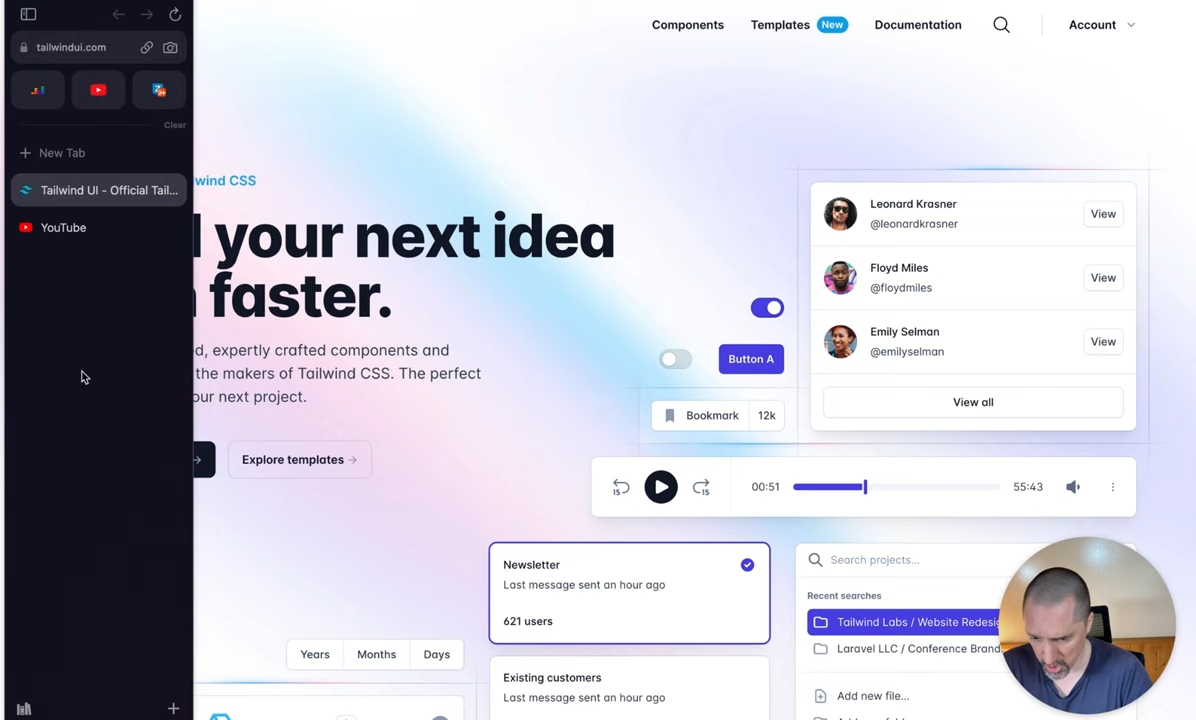 tailwindui.com
Clear
New Tab
Tailwind UI - Official Tail...
YouTube
Components
Templates
New
Documentation
Account
wind CSS
your next idea
faster.
d, expertly crafted components and
the makers of Tailwind CSS. The perfect
our next project.
Explore templates
Button A
Bookmark
12k
Leonard Krasner
@leonardkrasner
View
Floyd Miles
@floydmiles
View
Emily Selman
@emilyselman
View
View all
15
15
00:51
55:43
Newsletter
Last message sent an hour ago
621 users
Existing customers
Last message sent an hour ago
Years
Months
Days
Search projects...
Recent searches
Tailwind Labs / Website Redesig
Laravel LLC / Conference Brand
Add new file...